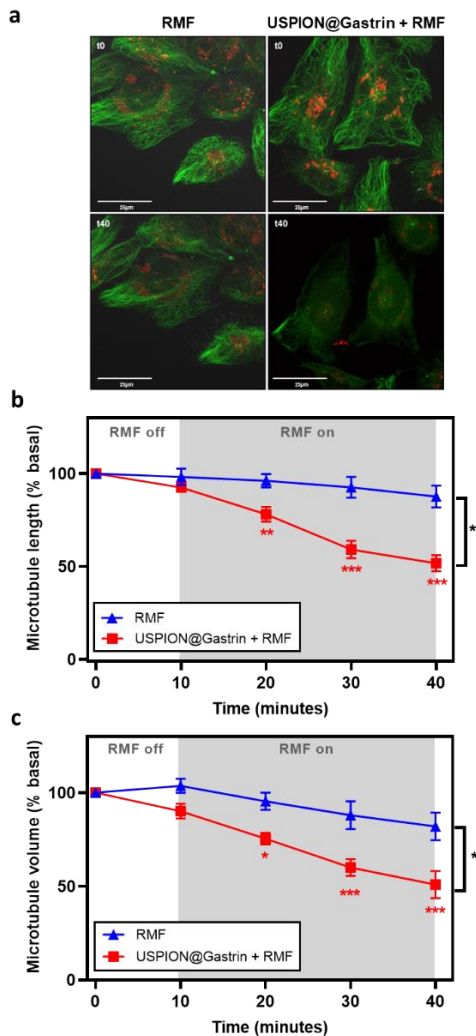 a
RMF
USPION@Gastrin + RMF
t0
20µm
20µm
t40
t40
20µm
20µm
b
RMF off
RMF on
Microtubule length (% basal)
100
50
0
**
***
***
*
RMF
USPION@Gastrin + RMF
0
10
20
30
40
Time (minutes)
c
RMF off
RMF on
Microtubule volume (% basal)
100
50
0
*
***
***
*
RMF
USPION@Gastrin + RMF
0
10
20
30
40
Time (minutes)